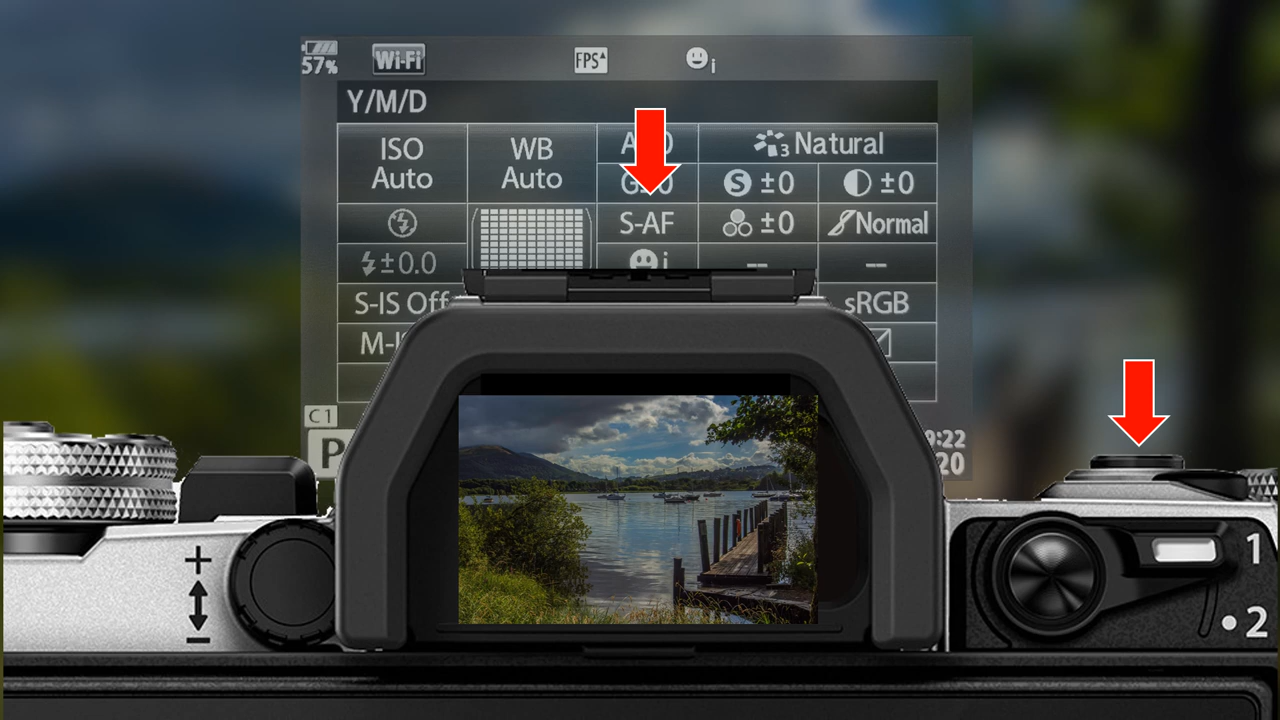 57%
Wi-Fi
FPS
i
Y/M/D
ISO
Auto
WB
Auto
3 Natural
S ±0
±0
S-AF
±0
Normal
±0.0
i
--
--
S-IS Off
sRGB
C1
P
1
2